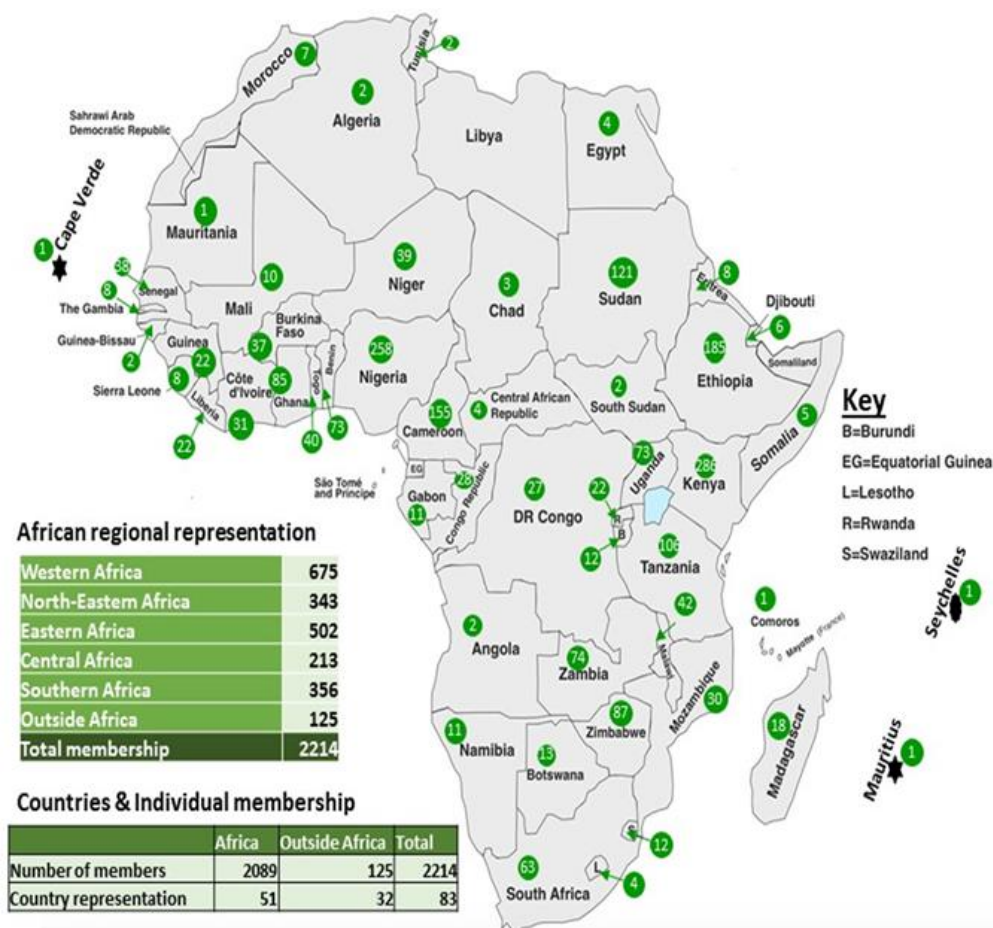 Morocco
7
Tunisia
2
2
Algeria
Libya
4
Egypt
Sahrawi Arab
Democratic Republic
1
Cape Verde
1
Mauritania
38
Senegal
8
The Gambia
Guinea-Bissau
2
10
Mali
39
Niger
3
Chad
121
Sudan
8
Eritrea
Djibouti
6
Guinea
22
Sierra Leone
8
Liberia
22
Burkina
Faso
37
Côte
d'Ivoire
31
85
Ghana
Togo
40
Benin
73
258
Nigeria
185
Ethiopia
Somaliland
Somalia
5
155
Cameroon
4
Central African
Republic
2
South Sudan
73
Uganda
286
Kenya
São Tomé
and Príncipe
EG
Gabon
11
28
Congo Republic
27
DR Congo
22
R
B
12
106
Tanzania
42
Malawi
1
Comoros
Mayotte (France)
Seychelles
1
2
Angola
74
Zambia
Mozambique
30
87
Zimbabwe
18
Madagascar
Mauritius
1
11
Namibia
13
Botswana
S
12
63
South Africa
L
4
Key
B=Burundi
EG=Equatorial Guinea
L=Lesotho
R=Rwanda
S=Swaziland
African regional representation
Western Africa 675
North-Eastern Africa 343
Eastern Africa 502
Central Africa 213
Southern Africa 356
Outside Africa 125
Total membership 2214
Countries & Individual membership
Africa Outside Africa Total
Number of members 2089 125 2214
Country representation 51 32 83